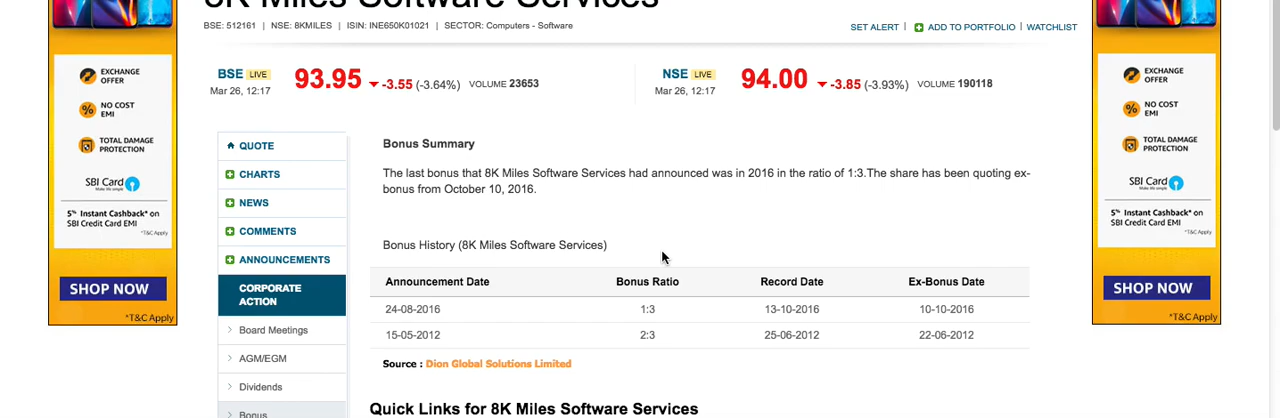 8K Miles Software Services
BSE: 512161 | NSE: 8KMILES | ISIN: INE650K01021 | SECTOR: Computers - Software
SET ALERT | ADD TO PORTFOLIO | WATCHLIST
BSE LIVE
Mar 26, 12:17
93.95 -3.55 (-3.64%) VOLUME 23653
NSE LIVE
Mar 26, 12:17
94.00 -3.85 (-3.93%) VOLUME 190118
EXCHANGE
OFFER
NO COST
EMI
TOTAL DAMAGE
PROTECTION
SBI Card
Make life simple
5% Instant Cashback* on
SBI Credit Card EMI
*T&C Apply
SHOP NOW
*T&C Apply
QUOTE
CHARTS
NEWS
COMMENTS
ANNOUNCEMENTS
CORPORATE
ACTION
Board Meetings
AGM/EGM
Dividends
Bonus
Bonus Summary
The last bonus that 8K Miles Software Services had announced was in 2016 in the ratio of 1:3.The share has been quoting ex-
bonus from October 10, 2016.
Bonus History (8K Miles Software Services)
Announcement Date Bonus Ratio Record Date Ex-Bonus Date
24-08-2016 1:3 13-10-2016 10-10-2016
15-05-2012 2:3 25-06-2012 22-06-2012
Source : Dion Global Solutions Limited
Quick Links for 8K Miles Software Services
EXCHANGE
OFFER
NO COST
EMI
TOTAL DAMAGE
PROTECTION
SBI Card
Make life simple
5% Instant Cashback* on
SBI Credit Card EMI
*T&C Apply
SHOP NOW
*T&C Apply